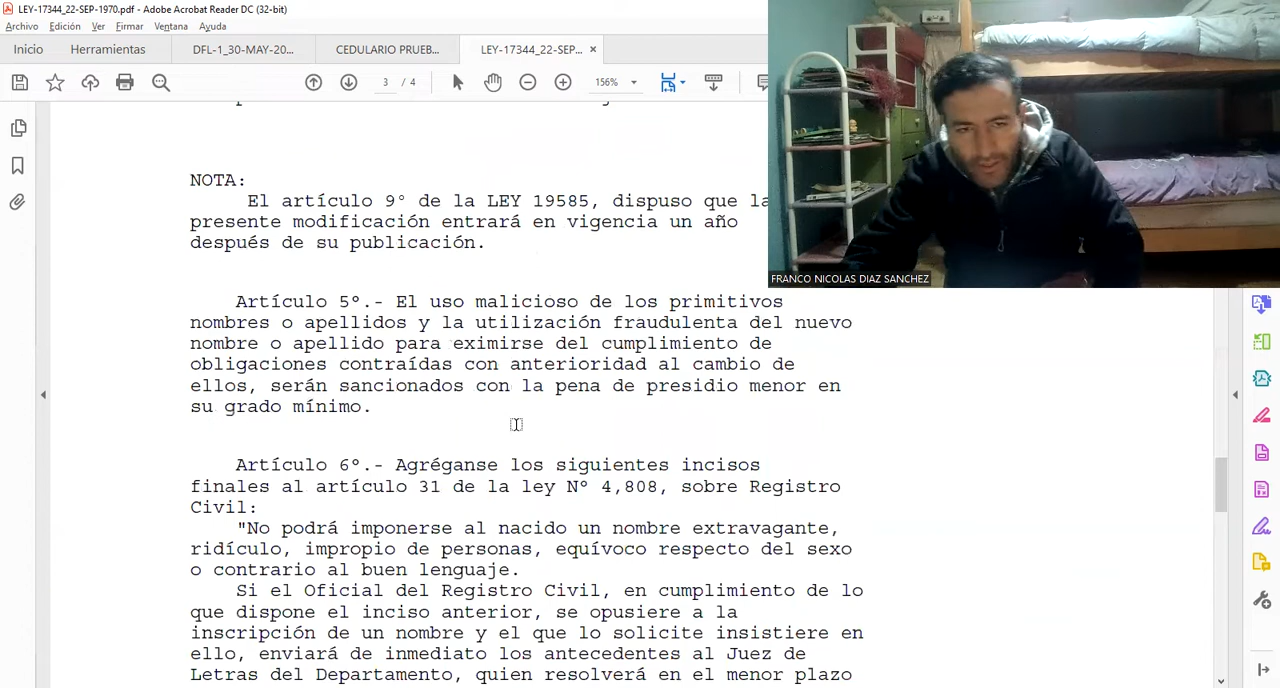 LEY-17344_22-SEP-1970.pdf - Adobe Acrobat Reader DC (32-bit)
Archivo Edición Ver Firmar Ventana Ayuda
Inicio Herramientas DFL-1_30-MAY-20... CEDULARIO PRUEB... LEY-17344_22-SEP... ×
3 / 4 156%
NOTA:
El artículo 9° de la LEY 19585, dispuso que la
presente modificación entrará en vigencia un año
después de su publicación.
Artículo 5°.- El uso malicioso de los primitivos
nombres o apellidos y la utilización fraudulenta del nuevo
nombre o apellido para eximirse del cumplimiento de
obligaciones contraídas con anterioridad al cambio de
ellos, serán sancionados con la pena de presidio menor en
su grado mínimo.
Artículo 6°.- Agréganse los siguientes incisos
finales al artículo 31 de la ley N° 4,808, sobre Registro
Civil:
"No podrá imponerse al nacido un nombre extravagante,
ridículo, impropio de personas, equívoco respecto del sexo
o contrario al buen lenguaje.
Si el Oficial del Registro Civil, en cumplimiento de lo
que dispone el inciso anterior, se opusiere a la
inscripción de un nombre y el que lo solicite insistiere en
ello, enviará de inmediato los antecedentes al Juez de
Letras del Departamento, quien resolverá en el menor plazo
FRANCO NICOLAS DIAZ SANCHEZ